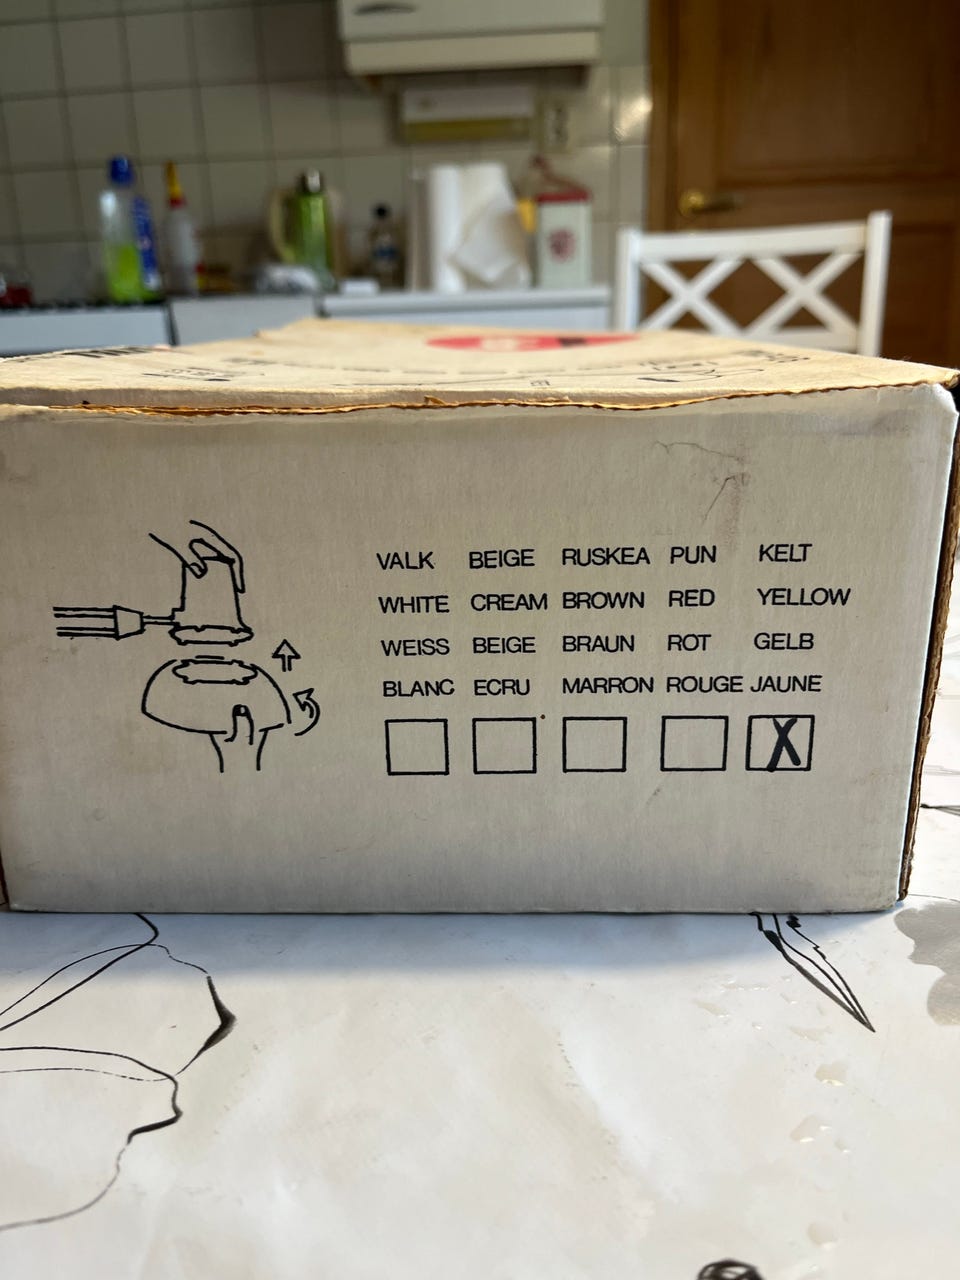 VALK BEIGE RUSKEA PUN KELT
WHITE CREAM BROWN RED YELLOW
WEISS BEIGE BRAUN ROT GELB
BLANC ECRU MARRON ROUGE JAUNE
X